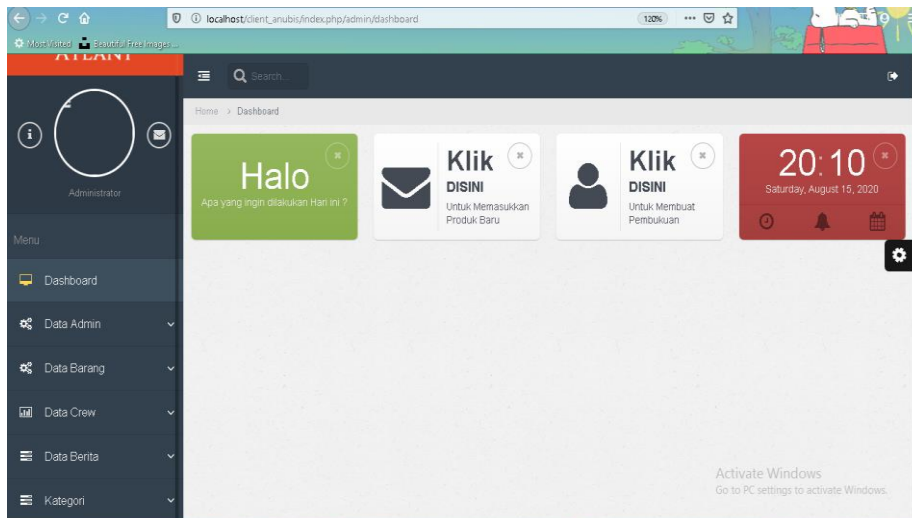 localhost/client_anubis/index.php/admin/dashboard
120%
Most Visited
Beautiful Free Images ...
ATLANT
Search...
Home > Dashboard
Administrator
Halo
Apa yang ingin dilakukan Hari ini ?
Klik
DISINI
Untuk Memasukkan
Produk Baru
Klik
DISINI
Untuk Membuat
Pembukuan
20:10
Saturday, August 15, 2020
Menu
Dashboard
Data Admin
Data Barang
Data Crew
Data Berita
Kategori
Activate Windows
Go to PC settings to activate Windows.